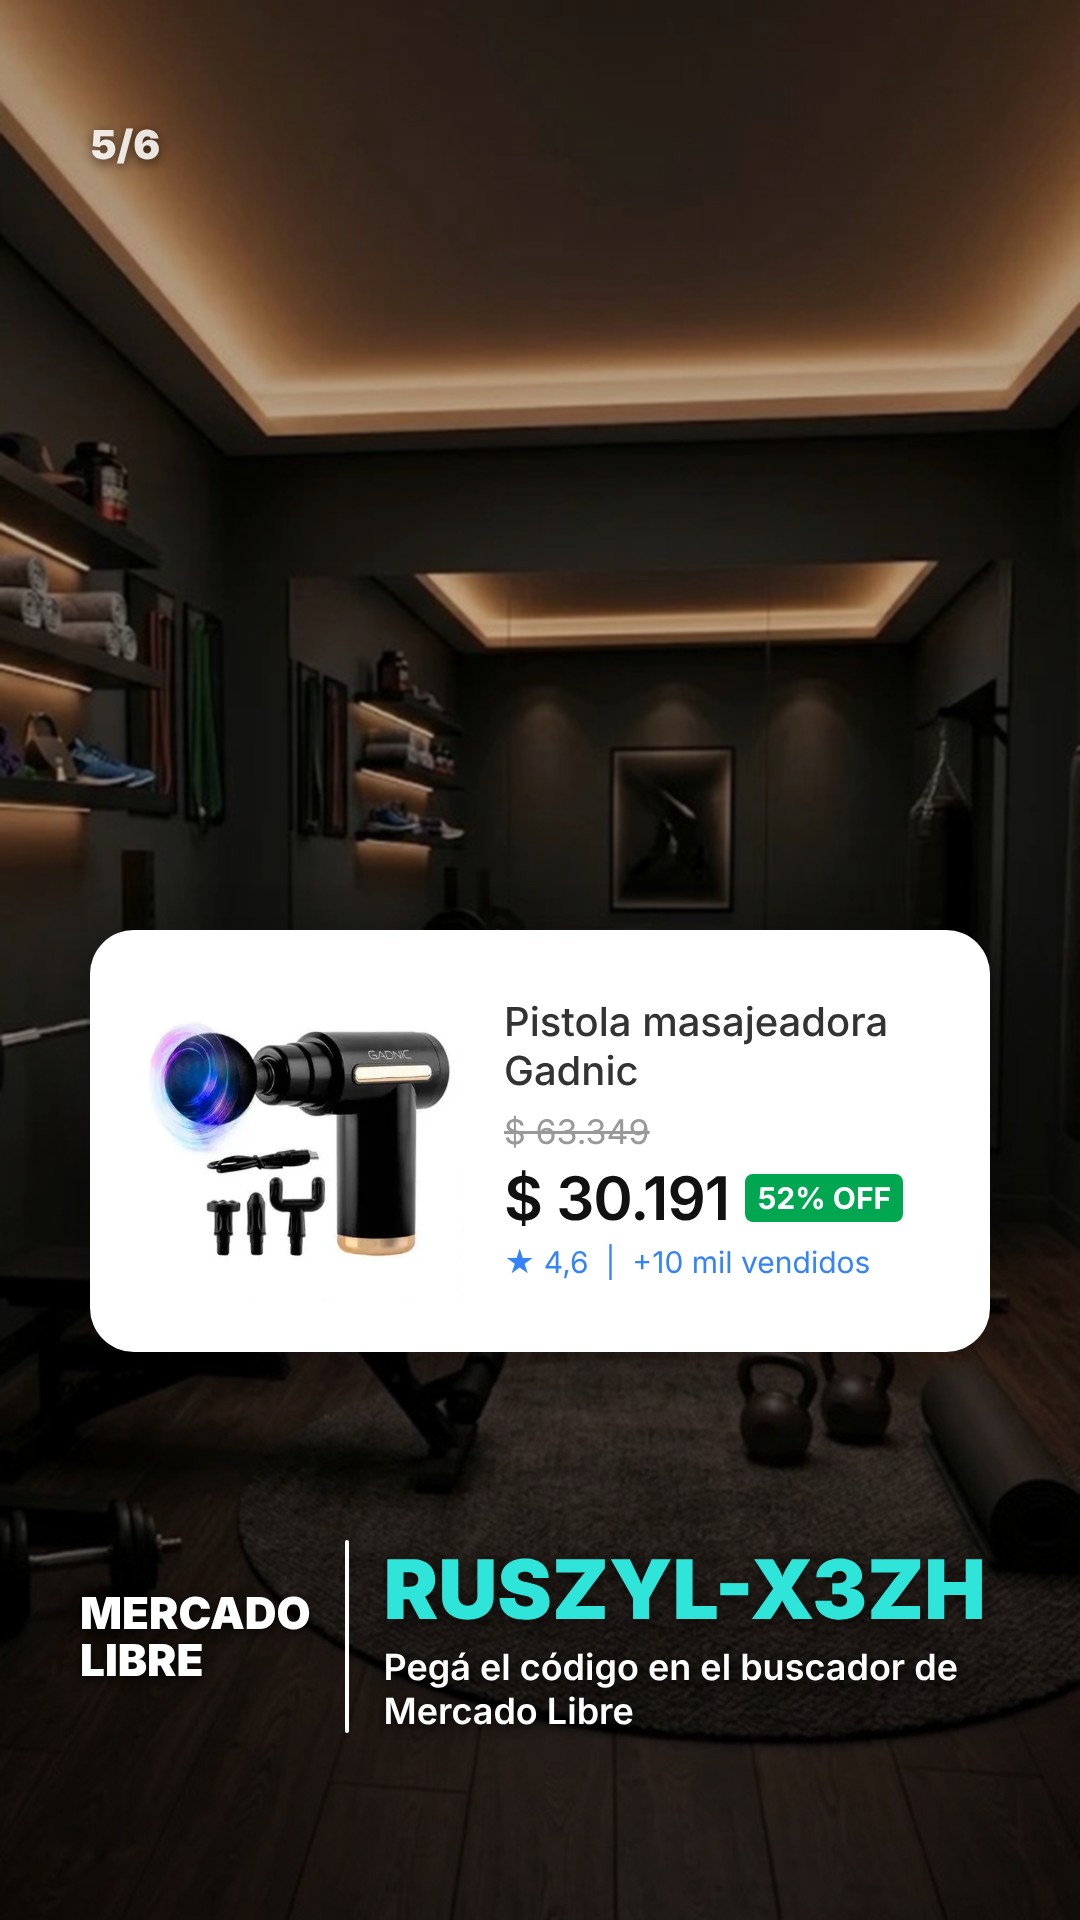 5/6
GADNIC
Pistola masajeadora
Gadnic
$ 63.349
$ 30.191 52% OFF
★ 4,6 | +10 mil vendidos
MERCADO
LIBRE
RUSZYL-X3ZH
Pegá el código en el buscador de
Mercado Libre